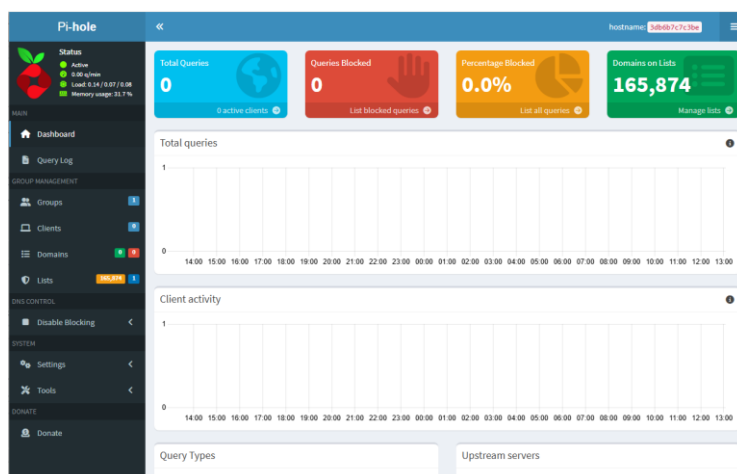 Pi-hole
hostname: 5db6b7c7c3be
Status
Active
0.00 q/min
Load: 0.14 / 0.07 / 0.08
Memory usage: 31.7 %
MAIN
Dashboard
Query Log
GROUP MANAGEMENT
Groups 1
Clients 0
Domains 0 0
Lists 165,874 1
DNS CONTROL
Disable Blocking
SYSTEM
Settings
Tools
DONATE
Donate
Total Queries
0
0 active clients
Queries Blocked
0
List blocked queries
Percentage Blocked
0.0%
List all queries
Domains on Lists
165,874
Manage lists
Total queries
1
0
14:00 15:00 16:00 17:00 18:00 19:00 20:00 21:00 22:00 23:00 00:00 01:00 02:00 03:00 04:00 05:00 06:00 07:00 08:00 09:00 10:00 11:00 12:00 13:00
Client activity
1
0
14:00 15:00 16:00 17:00 18:00 19:00 20:00 21:00 22:00 23:00 00:00 01:00 02:00 03:00 04:00 05:00 06:00 07:00 08:00 09:00 10:00 11:00 12:00 13:00
Query Types
Upstream servers